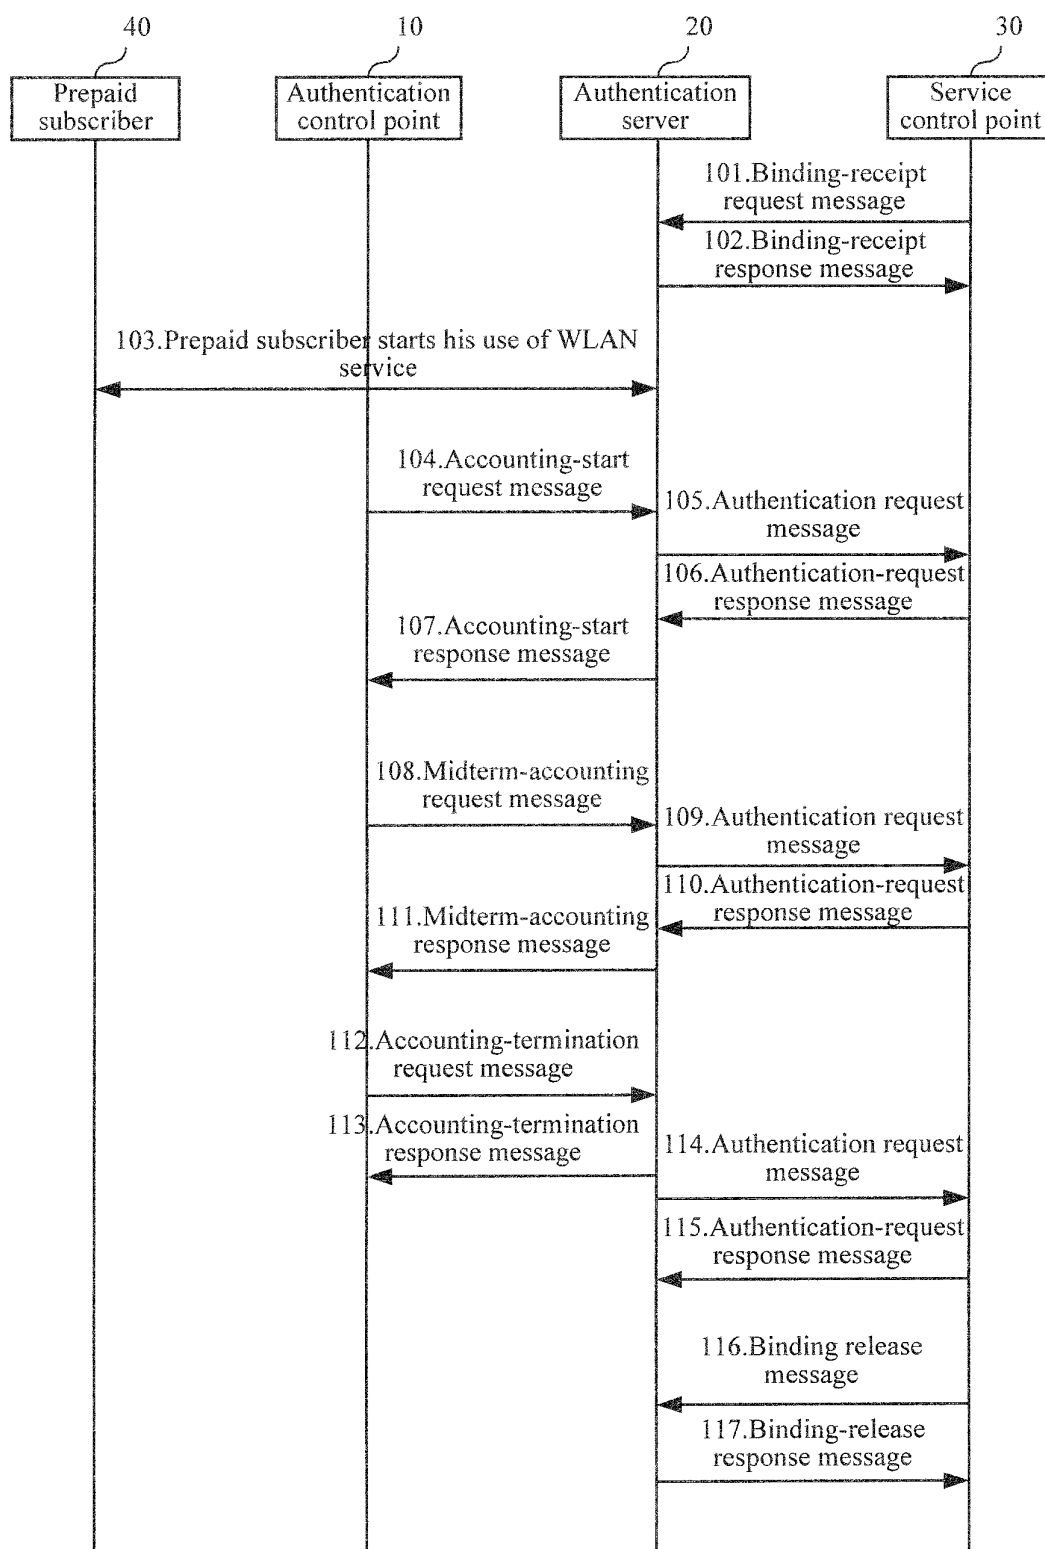 40
10
20
30
Prepaid
subscriber
Authentication
control point
Authentication
server
Service
control point
101.Binding-receipt
request message
102.Binding-receipt
response message
103.Prepaid subscriber starts his use of WLAN
service
104.Accounting-start
request message
105.Authentication request
message
106.Authentication-request
response message
107.Accounting-start
response message
108.Midterm-accounting
request message
109.Authentication request
message
110.Authentication-request
response message
111.Midterm-accounting
response message
112.Accounting-termination
request message
113.Accounting-termination
response message
114.Authentication request
message
115.Authentication-request
response message
116.Binding release
message
117.Binding-release
response message